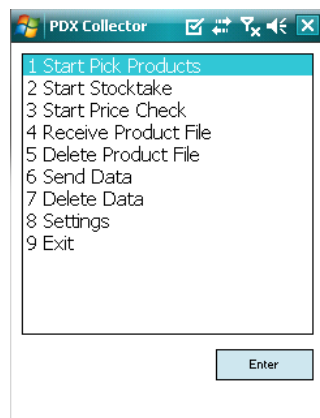 PDX Collector
1 Start Pick Products
2 Start Stocktake
3 Start Price Check
4 Receive Product File
5 Delete Product File
6 Send Data
7 Delete Data
8 Settings
9 Exit
Enter